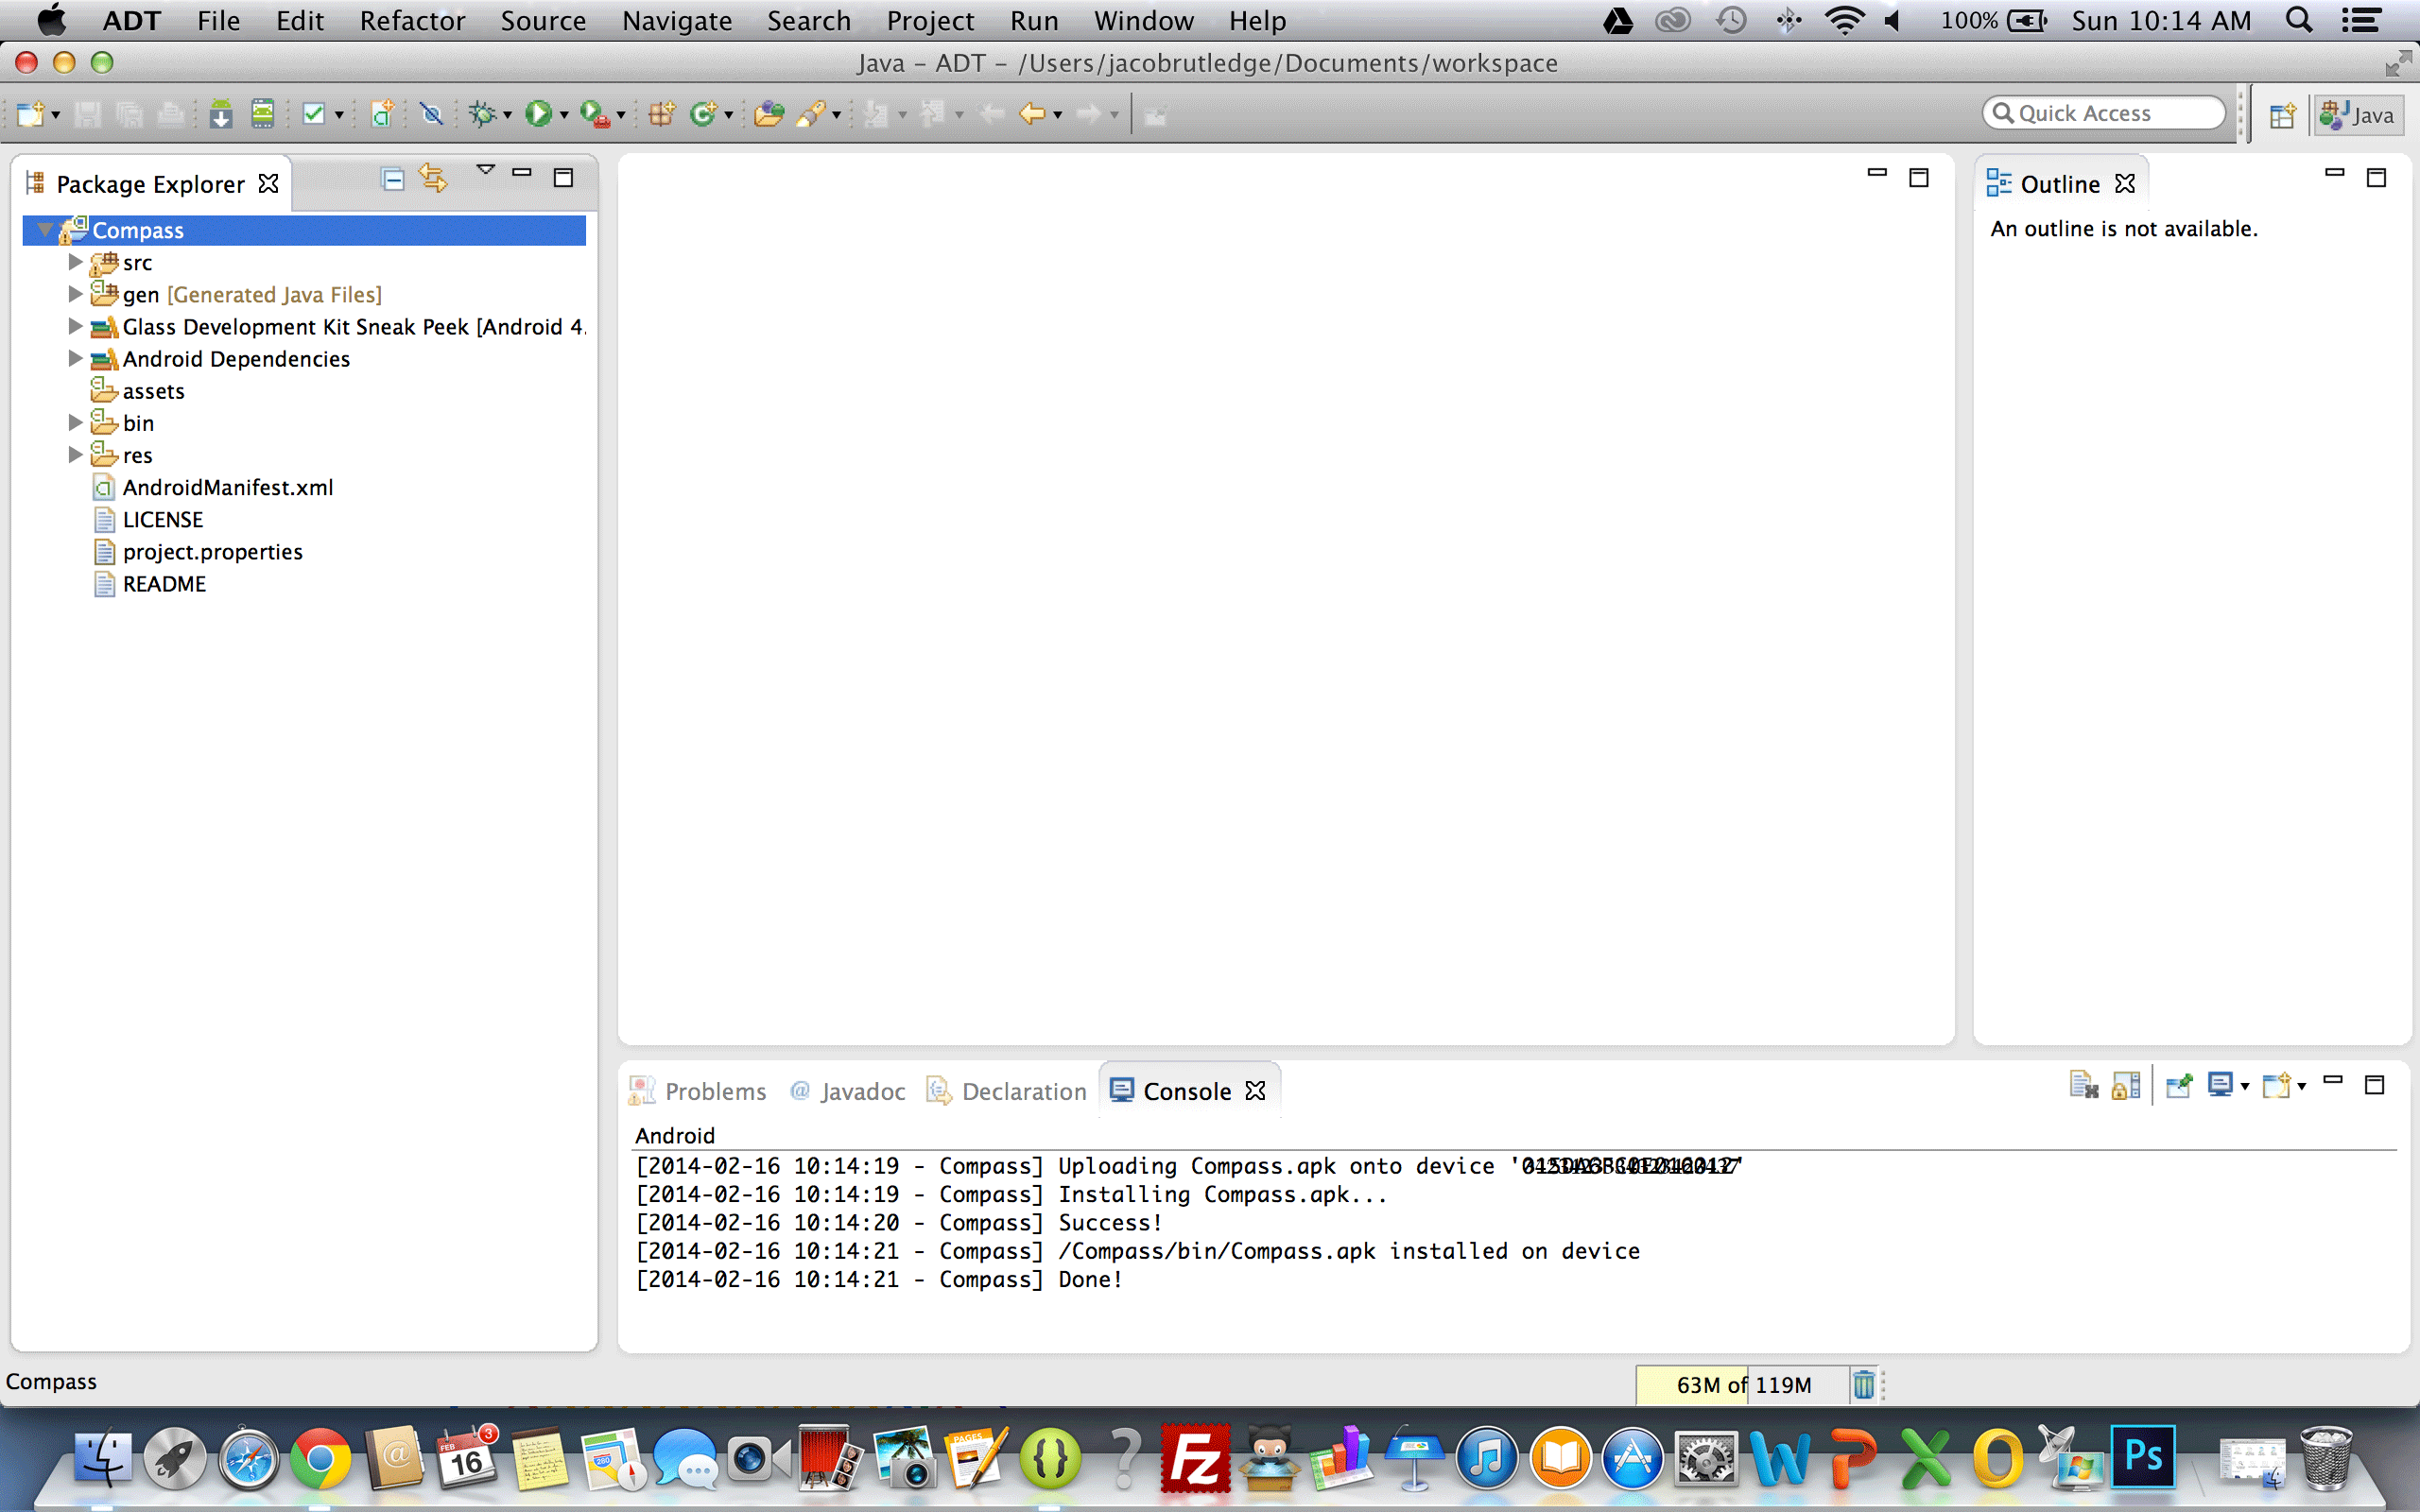 ADT File Edit Refactor Source Navigate Search Project Run Window Help 100% Sun 10:14 AM
Java – ADT – /Users/jacobrutledge/Documents/workspace
Quick Access Java
Package Explorer
Compass
src
gen [Generated Java Files]
Glass Development Kit Sneak Peek [Android 4.
Android Dependencies
assets
bin
res
AndroidManifest.xml
LICENSE
project.properties
README
Outline
An outline is not available.
Problems @ Javadoc Declaration Console
Android
[2014-02-16 10:14:19 - Compass] Uploading Compass.apk onto device
[2014-02-16 10:14:19 - Compass] Installing Compass.apk...
[2014-02-16 10:14:20 - Compass] Success!
[2014-02-16 10:14:21 - Compass] /Compass/bin/Compass.apk installed on device
[2014-02-16 10:14:21 - Compass] Done!
Compass
63M of 119M
FEB 16 3
280
PAGES
Fz
Ps